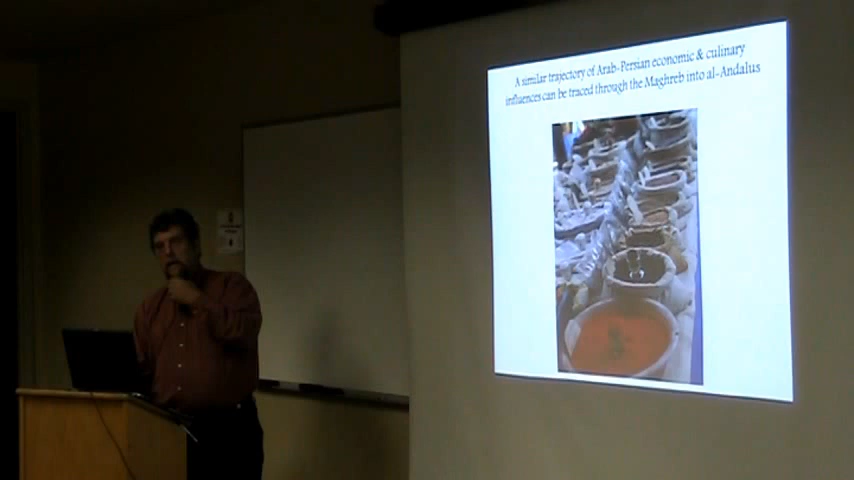 A similar trajectory of Arab-Persian economic & culinary
influences can be traced through the Maghreb into al-Andalus